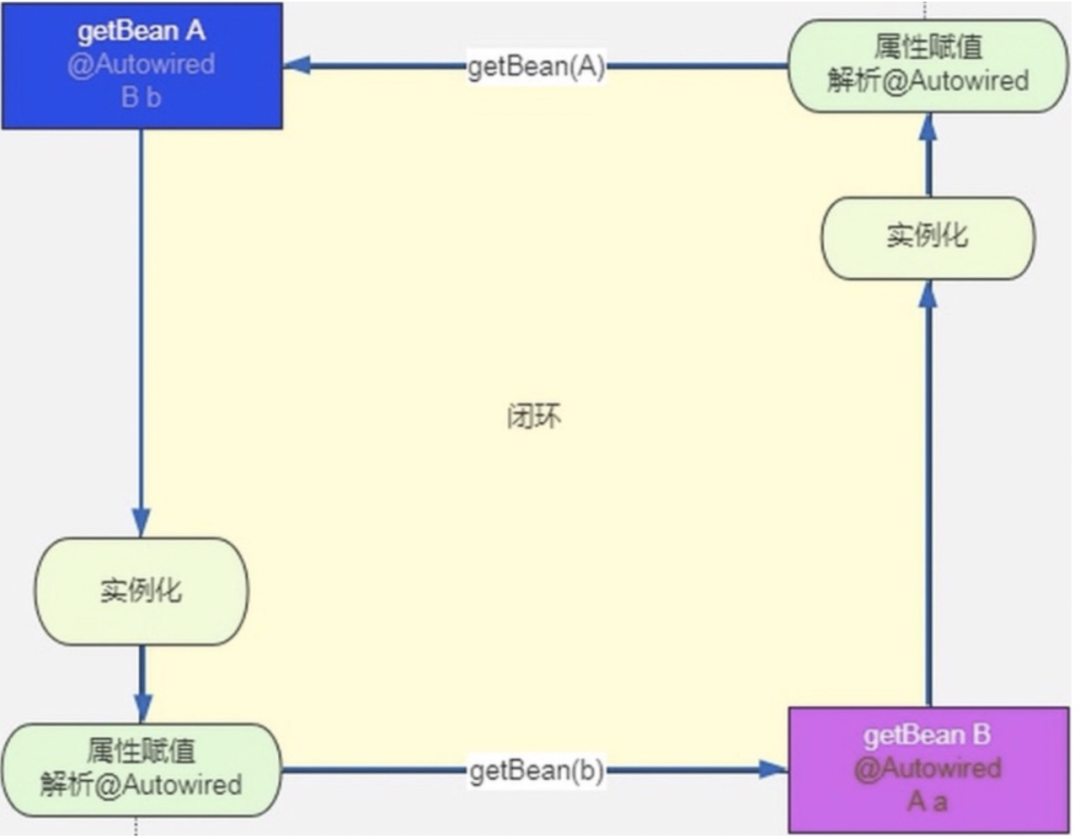 getBean A
@Autowired
B b
getBean(A)
属性赋值
解析@Autowired
实例化
闭环
实例化
属性赋值
解析@Autowired
getBean(b)
getBean B
@Autowired
A a